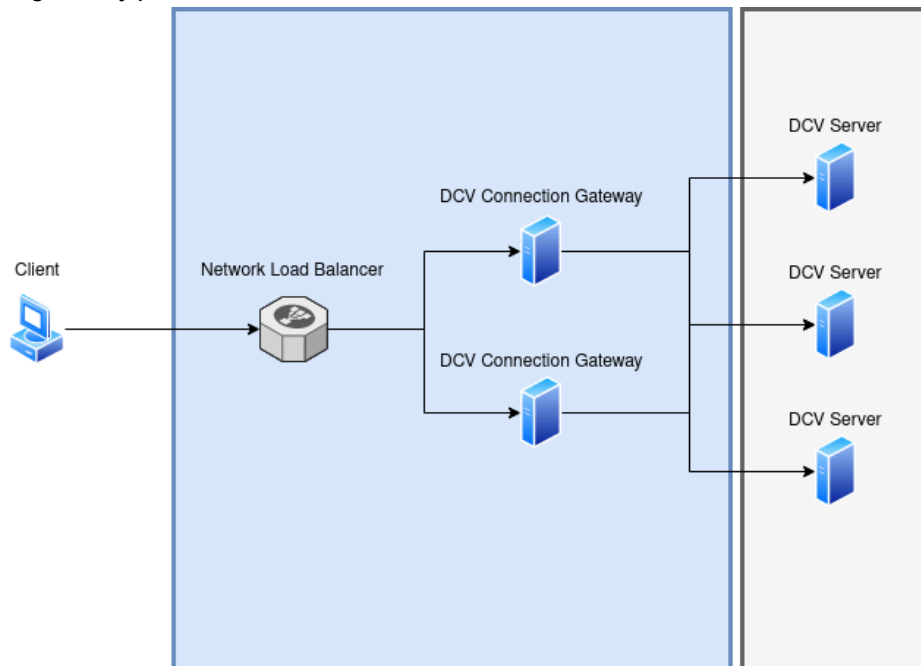 DCV Server
DCV Connection Gateway
Client
Network Load Balancer
DCV Server
DCV Connection Gateway
DCV Server